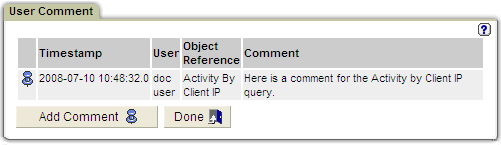 User Comment
?
Timestamp User Object Reference Comment
2008-07-10 10:48:32.0 doc user Activity By Client IP Here is a comment for the Activity by Client IP query.
Add Comment Done